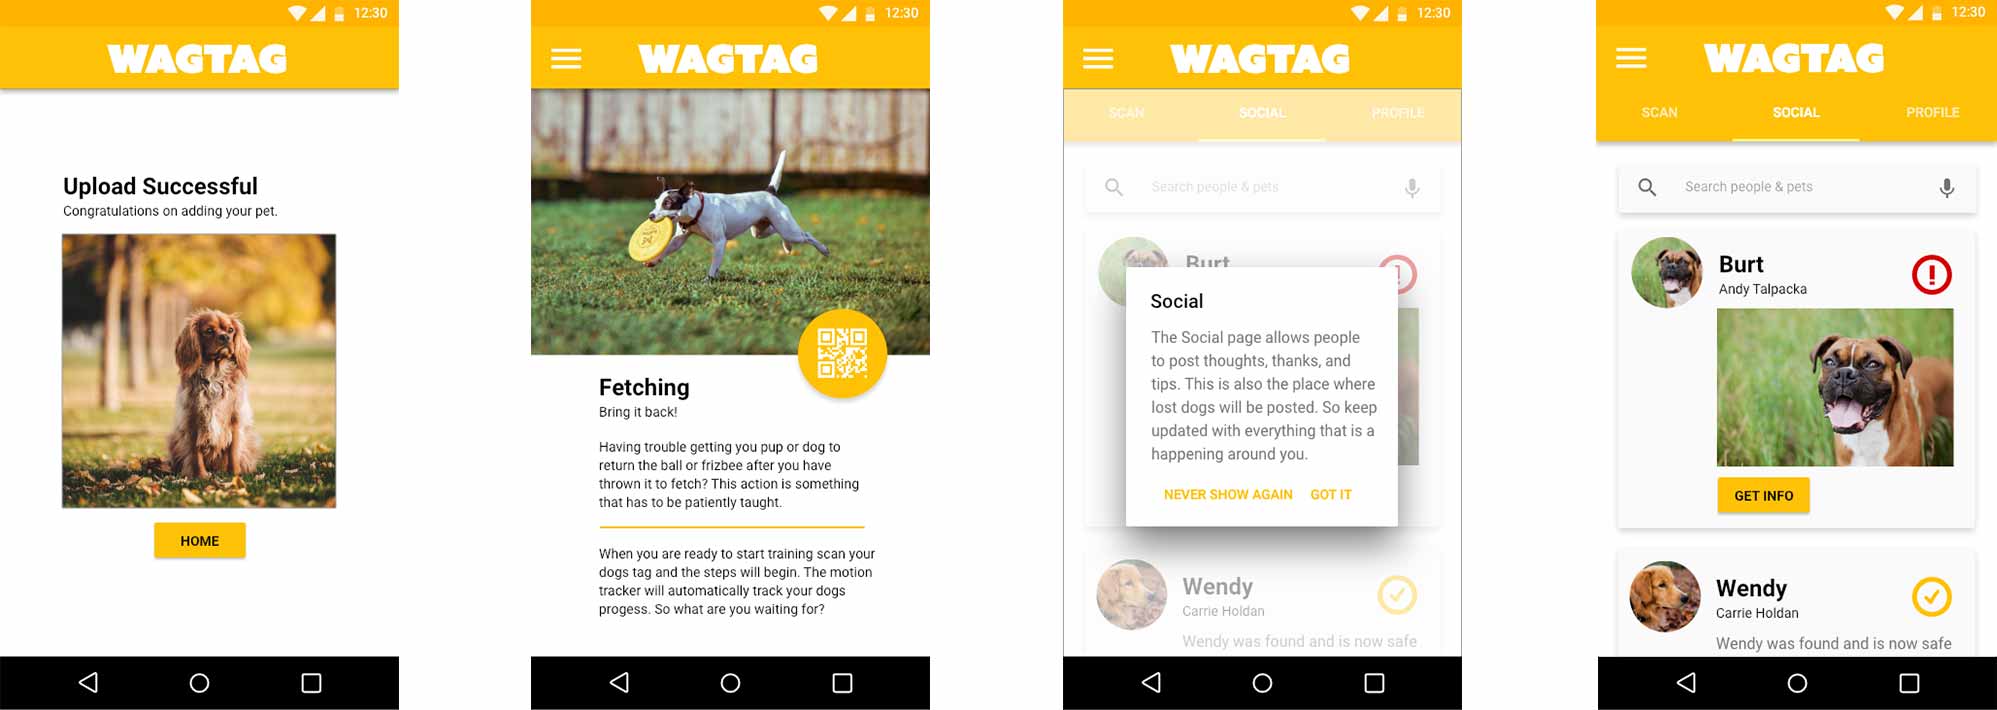 12:30
WAGTAG
Upload Successful
Congratulations on adding your pet.
HOME
12:30
WAGTAG
Fetching
Bring it back!
Having trouble getting you pup or dog to
return the ball or frizbee after you have
thrown it to fetch? This action is something
that has to be patiently taught.
When you are ready to start training scan your
dogs tag and the steps will begin. The motion
tracker will automatically track your dogs
progess. So what are you waiting for?
12:30
WAGTAG
SCAN SOCIAL PROFILE
Search people & pets
Burt
Social
The Social page allows people
to post thoughts, thanks, and
tips. This is also the place where
lost dogs will be posted. So keep
updated with everything that is a
happening around you.
NEVER SHOW AGAIN GOT IT
Wendy
Carrie Holdan
Wendy was found and is now safe
12:30
WAGTAG
SCAN SOCIAL PROFILE
Search people & pets
Burt
Andy Talpacka
GET INFO
Wendy
Carrie Holdan
Wendy was found and is now safe